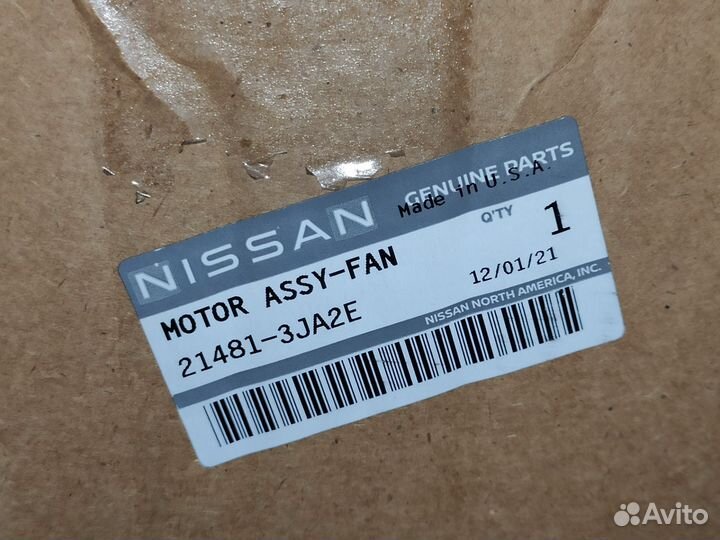 NISSAN GENUINE PARTS
Made in U.S.A.
MOTOR ASSY-FAN Q'TY 1
21481-3JA2E 12/01/21
NISSAN NORTH AMERICA, INC.
Avito